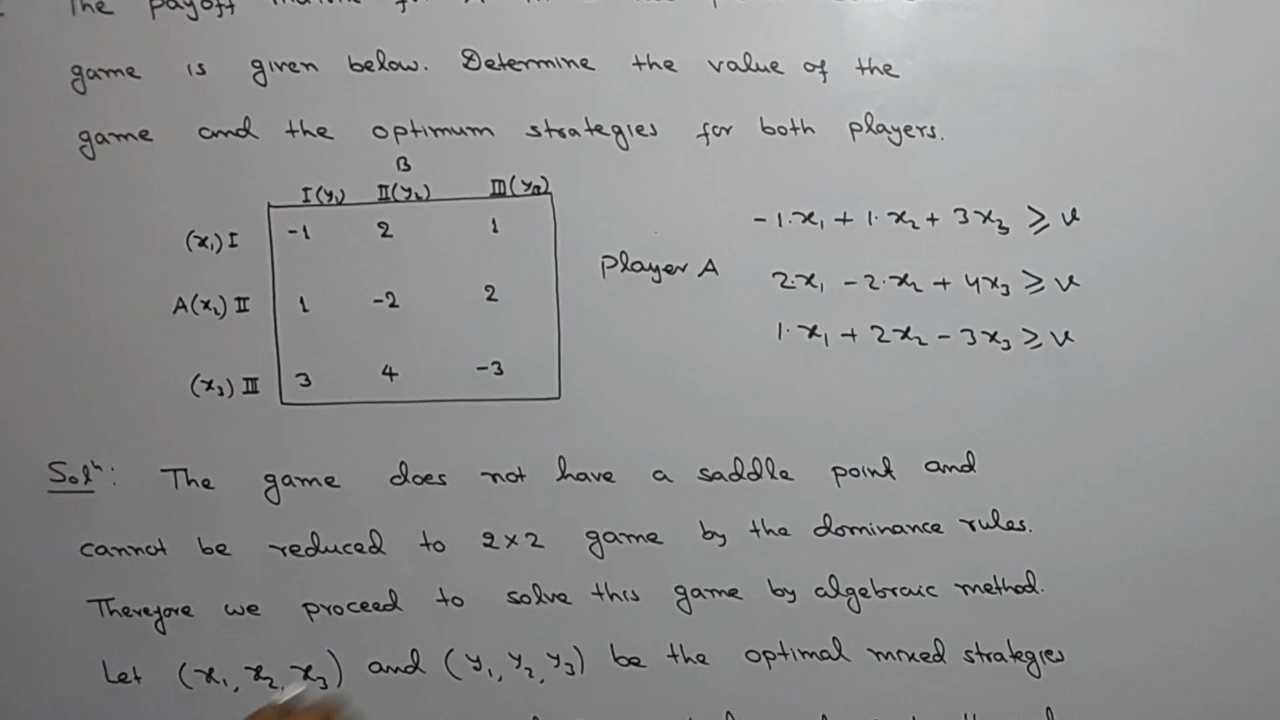 The payoff
game is given below. Determine the value of the
game and the optimum strategies for both players.
B
I(y₁) II(y₂) III(y₃)
(x₁) I -1 2 1
A(x₂) II 1 -2 2
(x₃) III 3 4 -3
Player A
-1·x₁ + 1·x₂ + 3x₃ ≥ v
2·x₁ - 2·x₂ + 4x₃ ≥ v
1·x₁ + 2x₂ - 3x₃ ≥ v
Solⁿ: The game does not have a saddle point and
cannot be reduced to 2×2 game by the dominance rules.
Therefore we proceed to solve this game by algebraic method.
Let (x₁, x₂, x₃) and (y₁, y₂, y₃) be the optimal mixed strategies